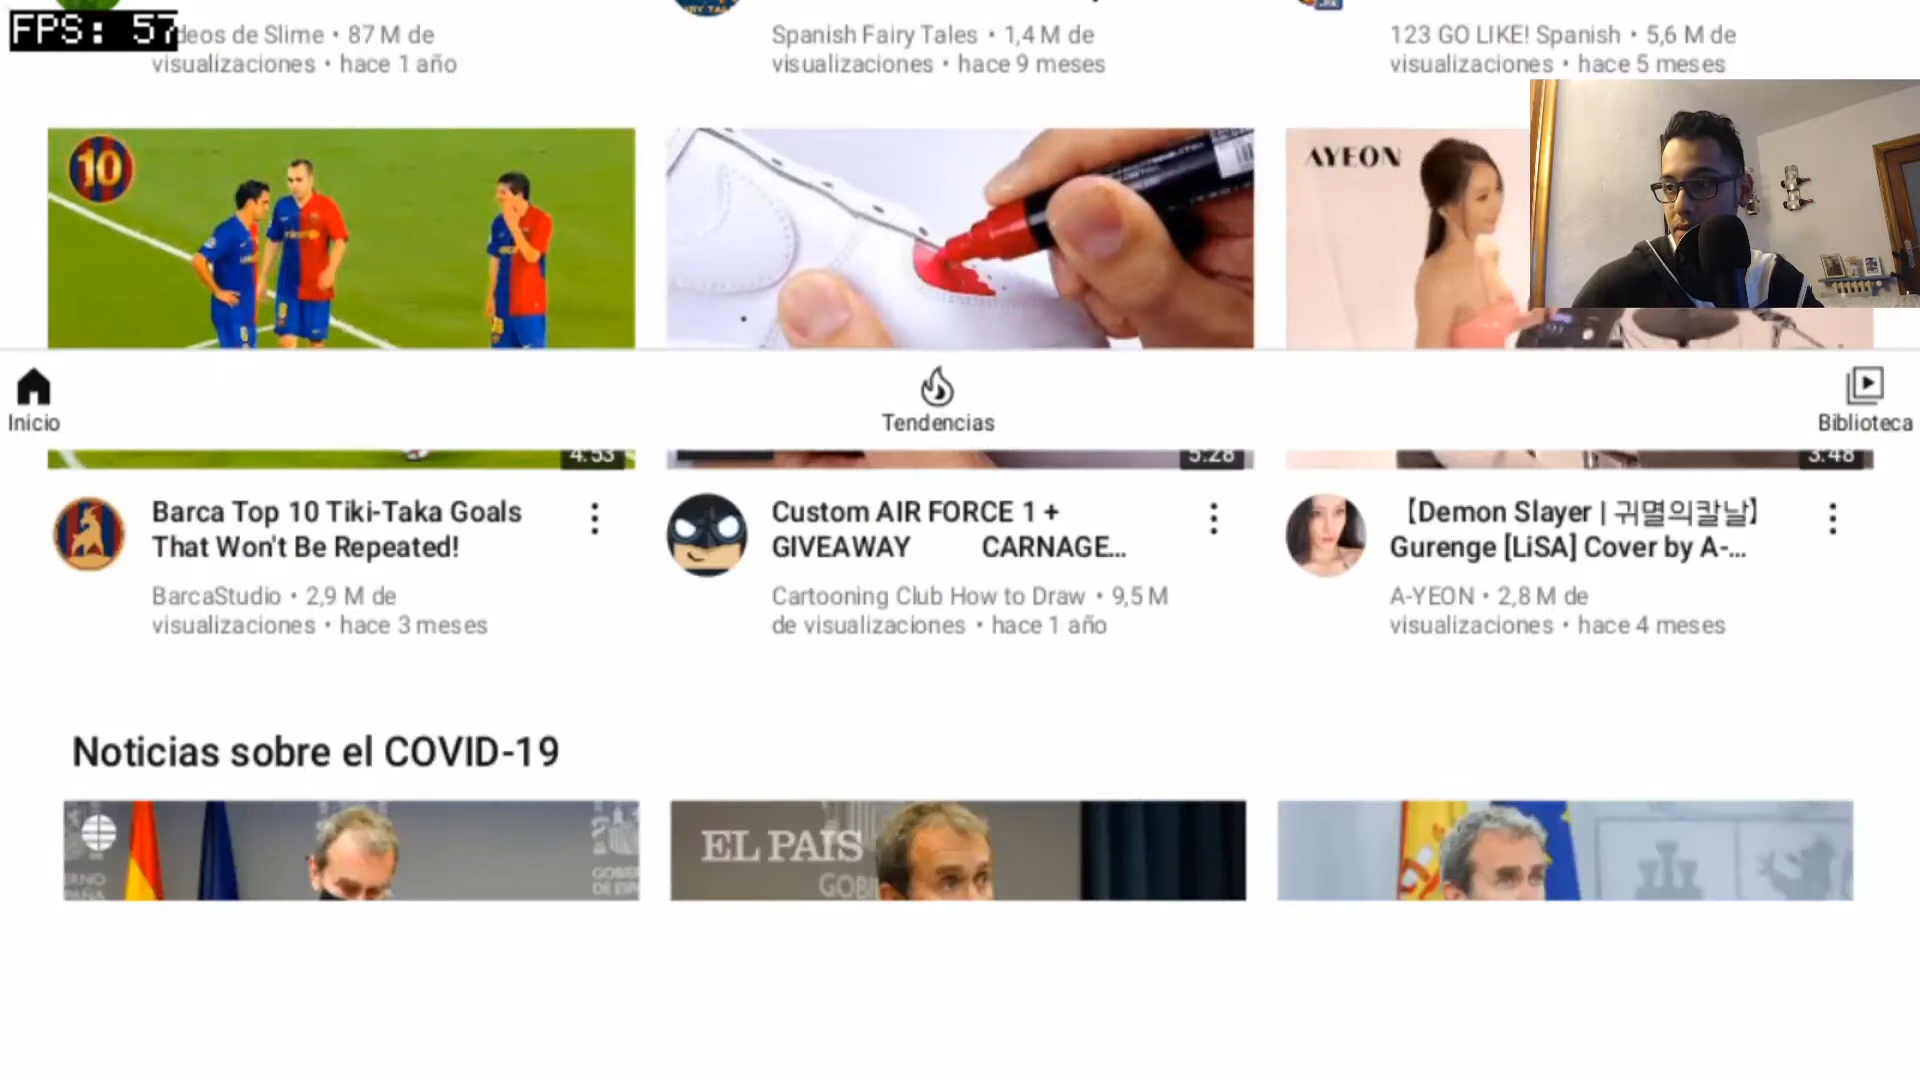 FPS: 57
deos de Slime • 87 M de
visualizaciones • hace 1 año
Spanish Fairy Tales • 1,4 M de
visualizaciones • hace 9 meses
123 GO LIKE! Spanish • 5,6 M de
visualizaciones • hace 5 meses
10
AYEON
Inicio
Tendencias
Biblioteca
4:53
5:28
3:48
Barca Top 10 Tiki-Taka Goals
That Won't Be Repeated!
BarcaStudio • 2,9 M de
visualizaciones • hace 3 meses
Custom AIR FORCE 1 +
GIVEAWAY CARNAGE...
Cartooning Club How to Draw • 9,5 M
de visualizaciones • hace 1 año
【Demon Slayer | 귀멸의칼날】
Gurenge [LiSA] Cover by A-...
A-YEON • 2,8 M de
visualizaciones • hace 4 meses
Noticias sobre el COVID-19
EL PAÍS